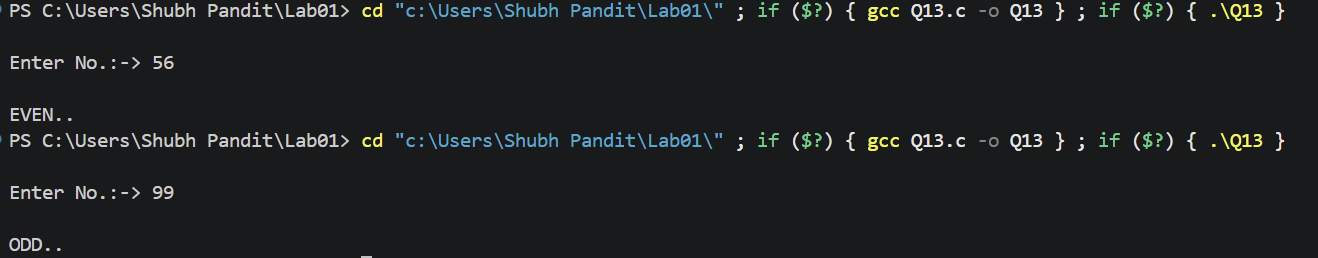 PS C:\Users\Shubh Pandit\Lab01> cd "c:\Users\Shubh Pandit\Lab01\" ; if ($?) { gcc Q13.c -o Q13 } ; if ($?) { .\Q13 }
Enter No.:-> 56
EVEN..
PS C:\Users\Shubh Pandit\Lab01> cd "c:\Users\Shubh Pandit\Lab01\" ; if ($?) { gcc Q13.c -o Q13 } ; if ($?) { .\Q13 }
Enter No.:-> 99
ODD..